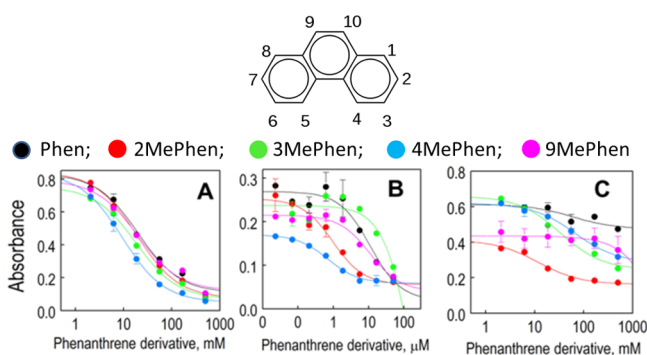 9 10
8 1
7 2
6 5 4 3
Phen; 2MePhen; 3MePhen; 4MePhen; 9MePhen
Absorbance
0.8
0.6
0.4
0.2
0.0
A
1 10 100 1000
Phenanthrene derivative, mM
0.3
0.2
0.1
0.0
B
0 0 1 10 100
Phenanthrene derivative, μM
0.8
0.6
0.4
0.2
0.0
C
1 10 100 1000
Phenanthrene derivative, mM